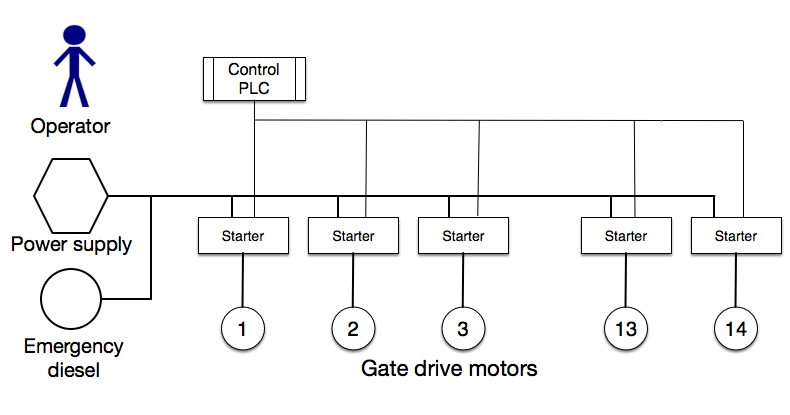 Control
PLC
Operator
Power supply
Starter
Starter
Starter
Starter
Starter
1
2
3
13
14
Emergency
diesel
Gate drive motors